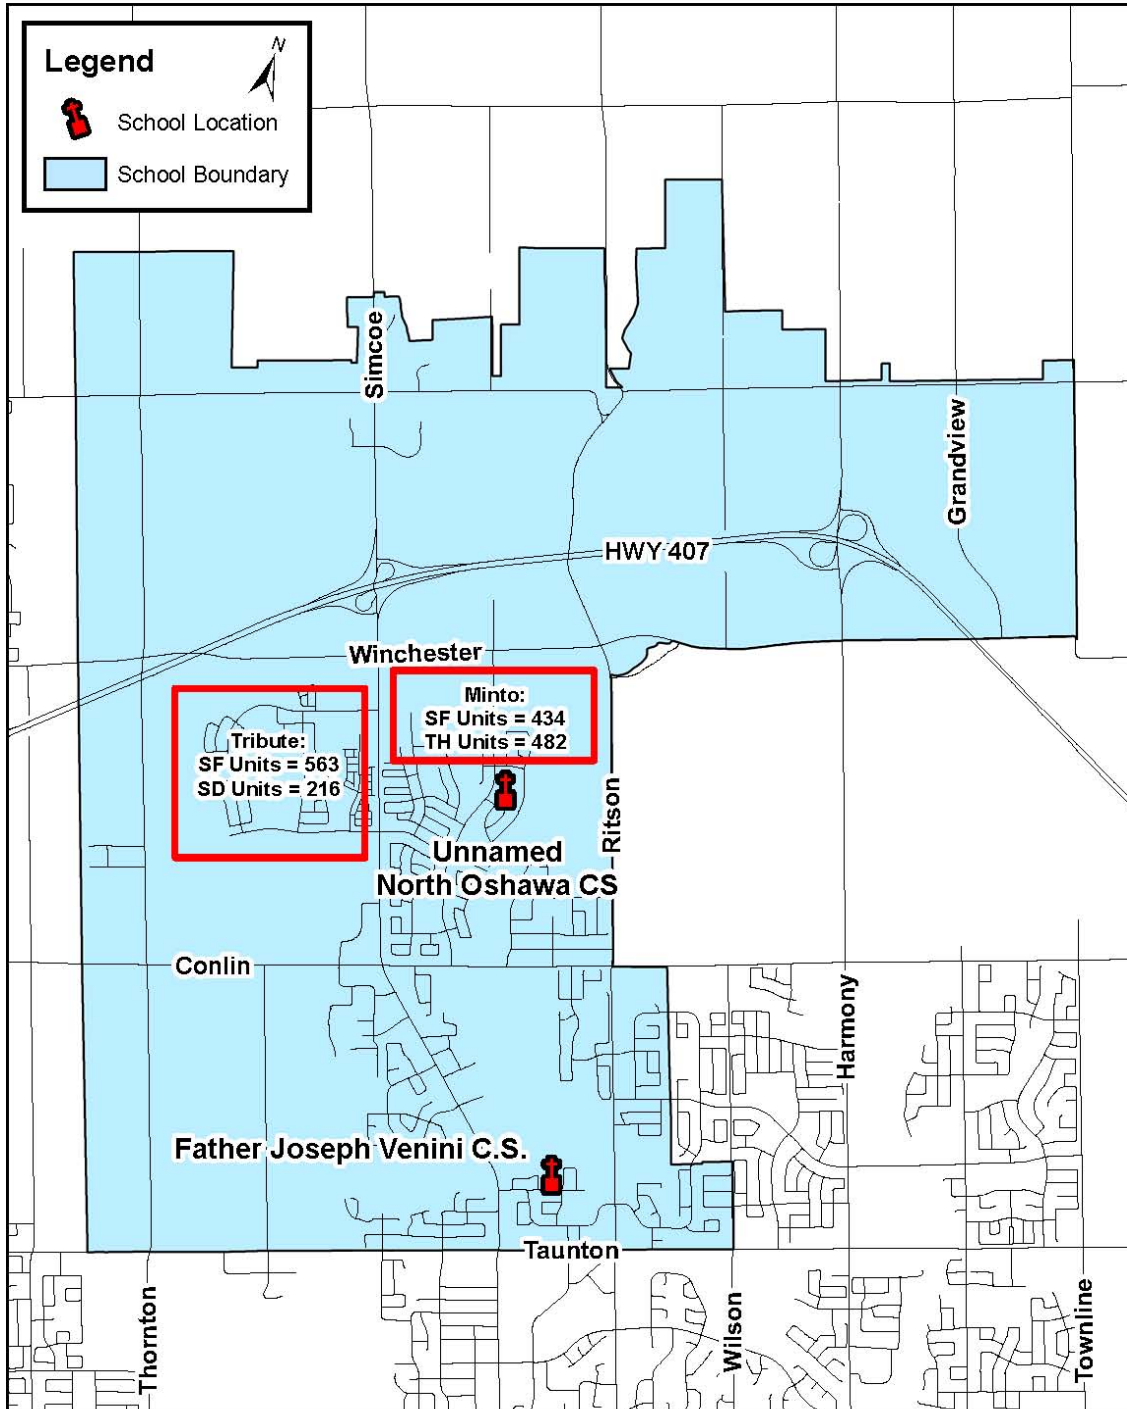 N
Legend
School Location
School Boundary
Simcoe
Grandview
HWY 407
Winchester
Minto:
SF Units = 434
TH Units = 482
Tribute:
SF Units = 563
SD Units = 216
Ritson
Unnamed
North Oshawa CS
Conlin
Harmony
Father Joseph Venini C.S.
Taunton
Thornton
Wilson
Townline